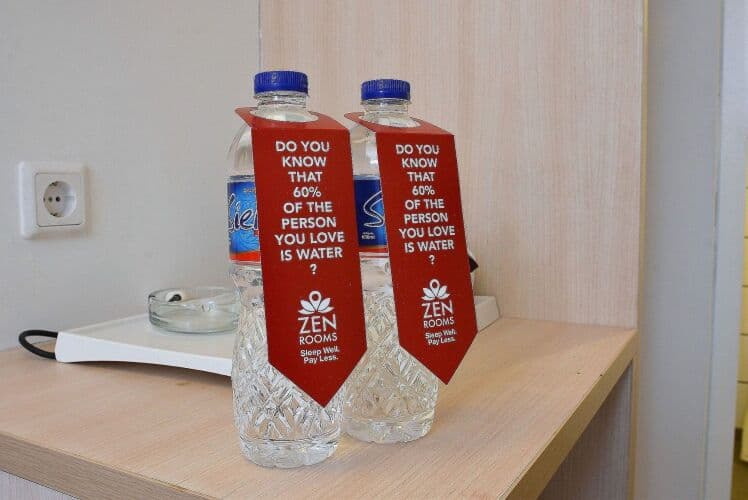 DO YOU
KNOW
THAT
60%
OF THE
PERSON
YOU LOVE
IS WATER
?
ZEN
ROOMS
Sleep Well.
Pay Less.
DO YOU
KNOW
THAT
60%
OF THE
PERSON
YOU LOVE
IS WATER
?
ZEN
ROOMS
Sleep Well.
Pay Less.